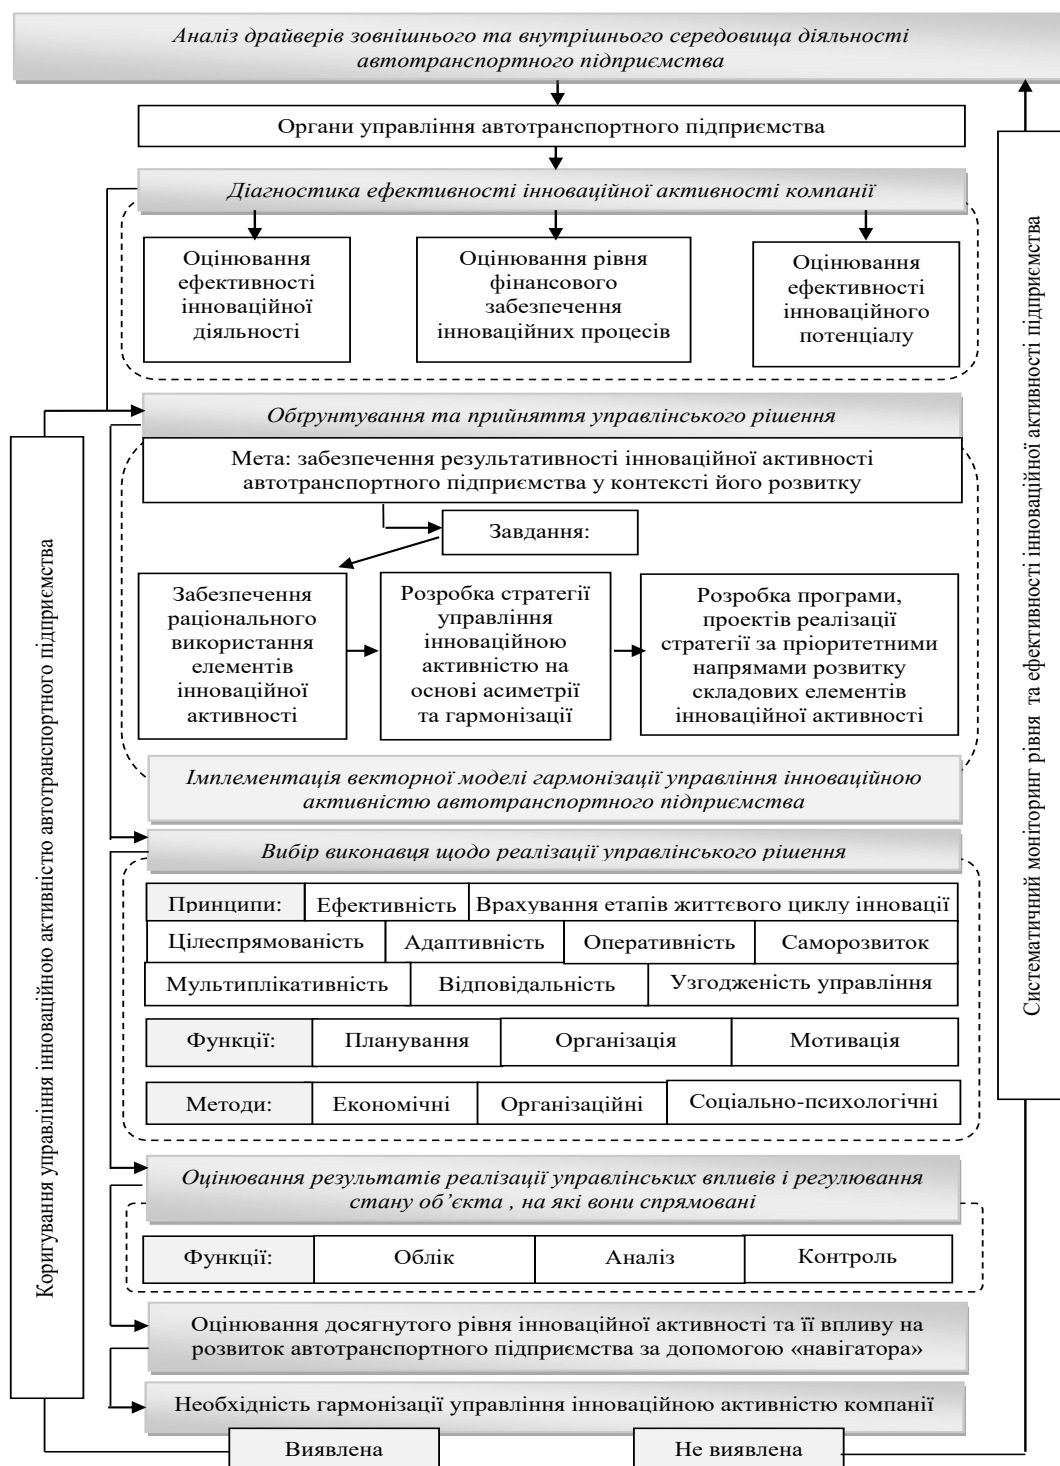 Аналіз драйверів зовнішнього та внутрішнього середовища діяльності
автотранспортного підприємства
Органи управління автотранспортного підприємства
Діагностика ефективності інноваційної активності компанії
Оцінювання
ефективності
інноваційної
діяльності
Оцінювання рівня
фінансового
забезпечення
інноваційних процесів
Оцінювання
ефективності
інноваційного
потенціалу
Обґрунтування та прийняття управлінського рішення
Мета: забезпечення результативності інноваційної активності
автотранспортного підприємства у контексті його розвитку
Завдання:
Забезпечення
раціонального
використання
елементів
інноваційної
активності
Розробка стратегії
управління
інноваційною
активністю на
основі асиметрії
та гармонізації
Розробка програми,
проектів реалізації
стратегії за пріоритетними
напрямами розвитку
складових елементів
інноваційної активності
Імплементація векторної моделі гармонізації управління інноваційною
активністю автотранспортного підприємства
Вибір виконавця щодо реалізації управлінського рішення
Принципи: Ефективність Врахування етапів життєвого циклу інновації
Цілеспрямованість Адаптивність Оперативність Саморозвиток
Мультиплікативність Відповідальність Узгодженість управління
Функції: Планування Організація Мотивація
Методи: Економічні Організаційні Соціально-психологічні
Оцінювання результатів реалізації управлінських впливів і регулювання
стану об’єкта , на які вони спрямовані
Функції: Облік Аналіз Контроль
Оцінювання досягнутого рівня інноваційної активності та її впливу на
розвиток автотранспортного підприємства за допомогою «навігатора»
Необхідність гармонізації управління інноваційною активністю компанії
Виявлена Не виявлена
Коригування управління інноваційною активністю автотранспортного підприємства
Систематичний моніторинг рівня та ефективності інноваційної активності підприємства